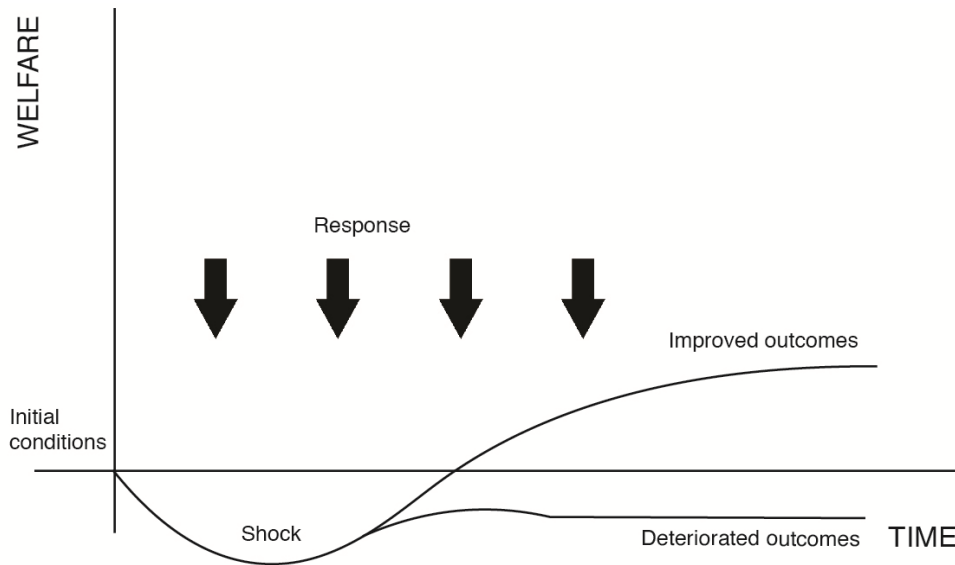 WELFARE
Response
Improved outcomes
Initial
conditions
Shock
Deteriorated outcomes
TIME